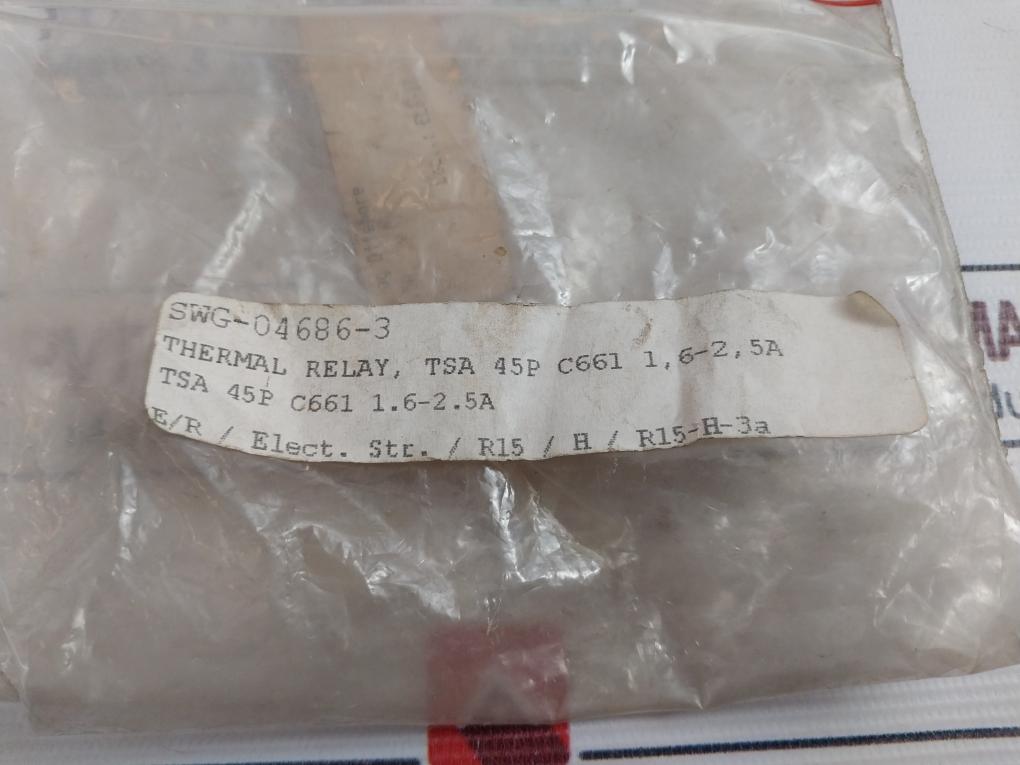 SWG-04686-3
THERMAL RELAY, TSA 45P C661 1,6-2,5A
TSA 45P C661 1.6-2.5A
E/R / Elect. Str. / R15 / H / R15-H-3a